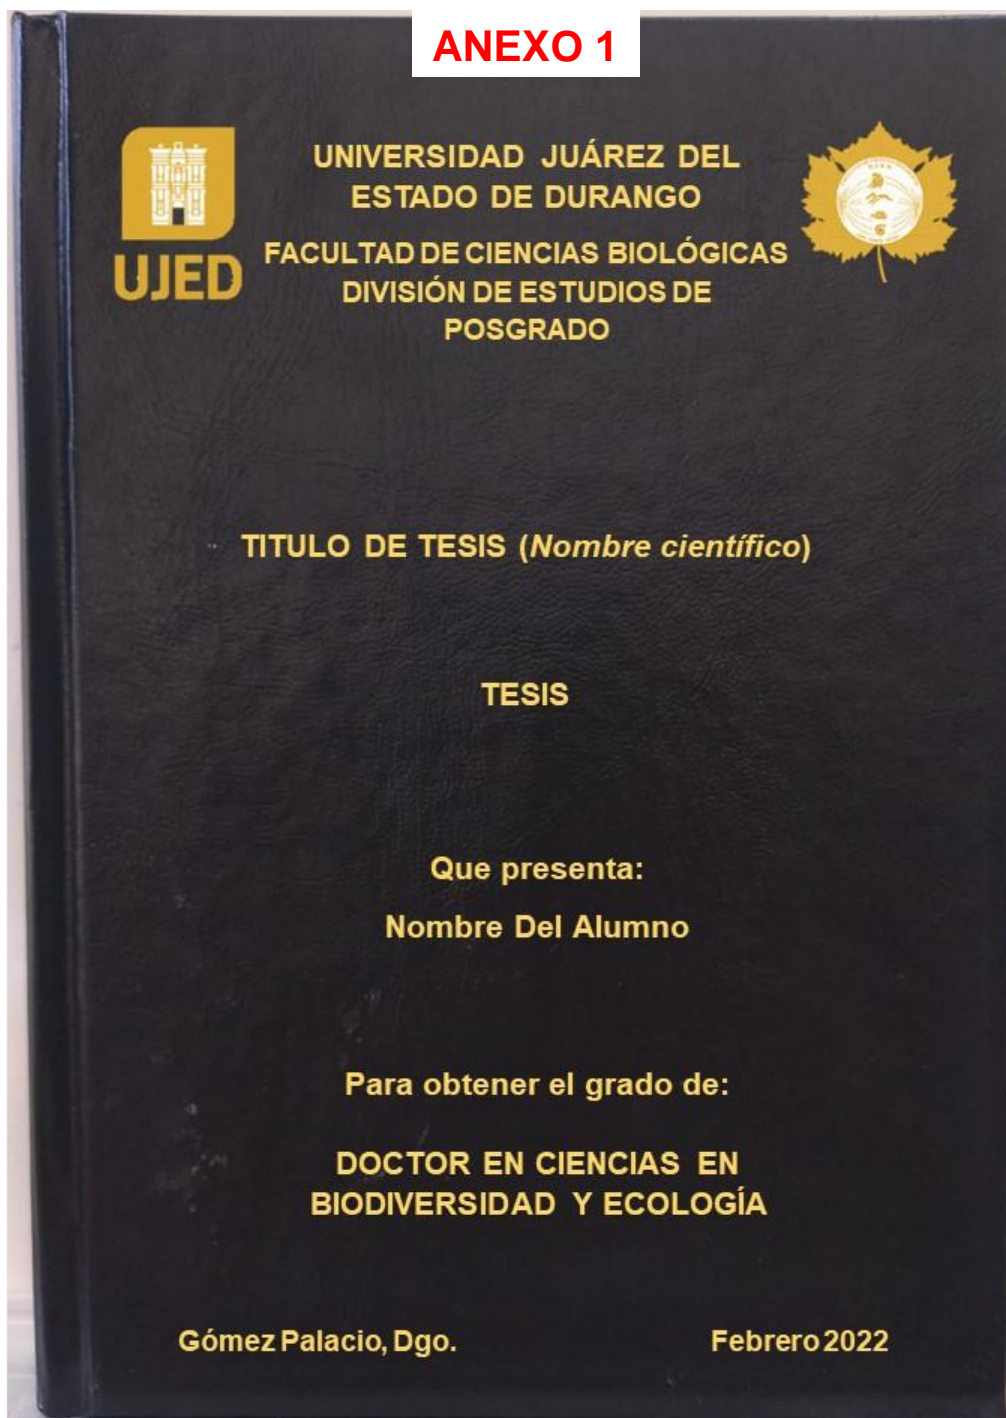 ANEXO 1
UNIVERSIDAD JUÁREZ DEL
ESTADO DE DURANGO
UJED
FACULTAD DE CIENCIAS BIOLÓGICAS
DIVISIÓN DE ESTUDIOS DE
POSGRADO
TITULO DE TESIS (Nombre científico)
TESIS
Que presenta:
Nombre Del Alumno
Para obtener el grado de:
DOCTOR EN CIENCIAS EN
BIODIVERSIDAD Y ECOLOGÍA
Gómez Palacio, Dgo. Febrero 2022